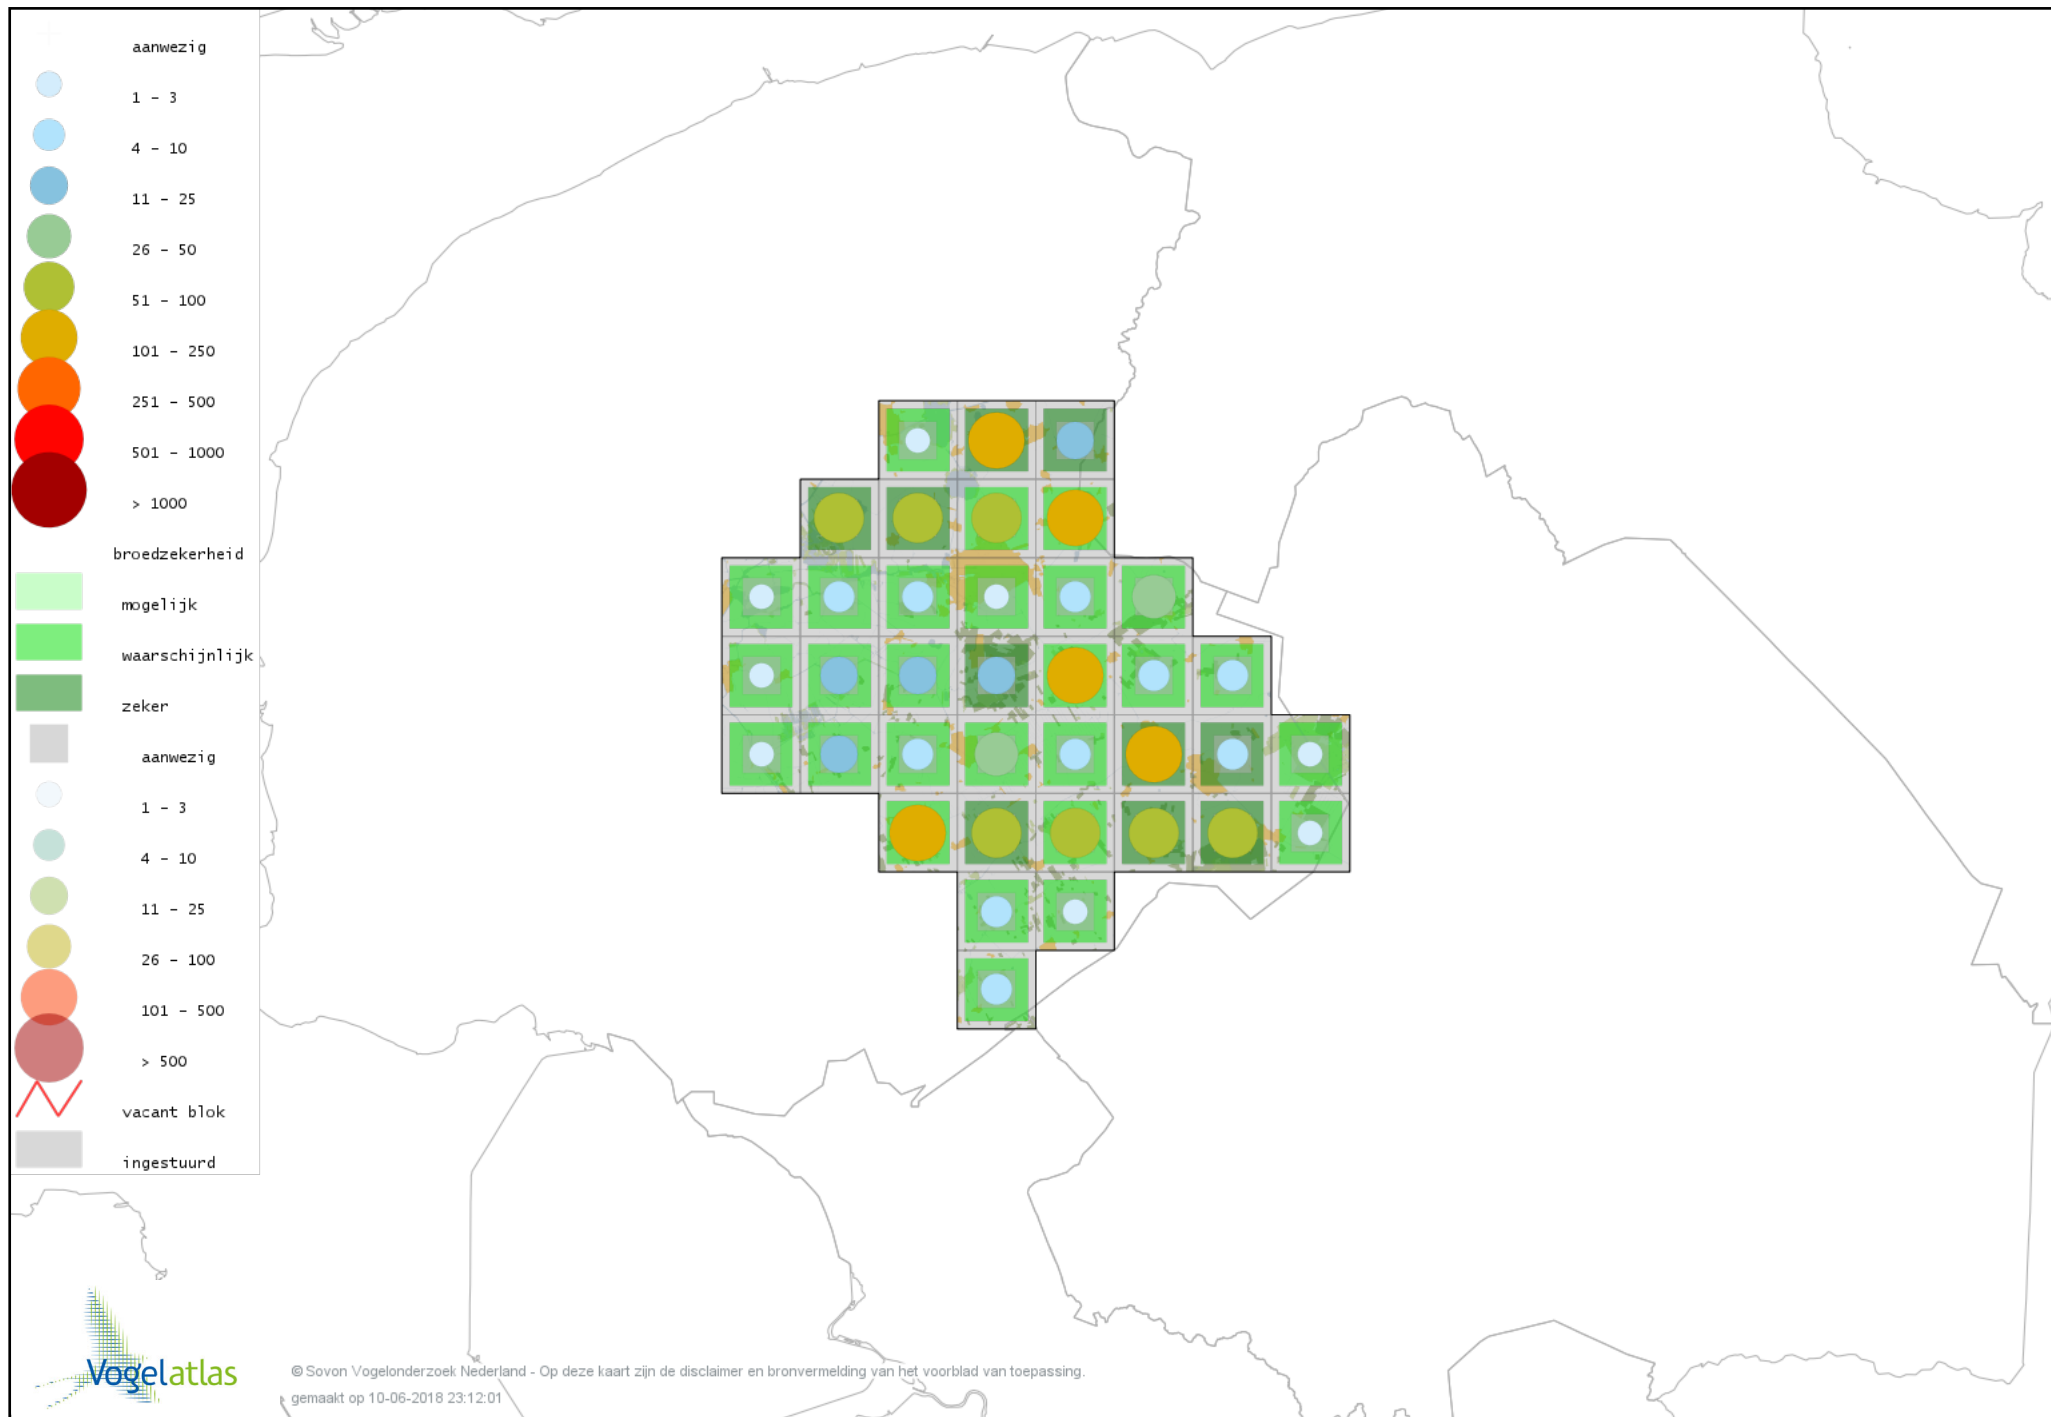 aanwezig
1 - 3
4 - 10
11 - 25
26 - 50
51 - 100
101 - 250
251 - 500
501 - 1000
> 1000
broedzekerheid
mogelijk
waarschijnlijk
zeker
aanwezig
1 - 3
4 - 10
11 - 25
26 - 100
101 - 500
> 500
vacant blok
ingestuurd
Vogelatlas
© Sovon Vogelonderzoek Nederland - Op deze kaart zijn de disclaimer en bronvermelding van het voorblad van toepassing.
gemaakt op 10-06-2018 23:12:01